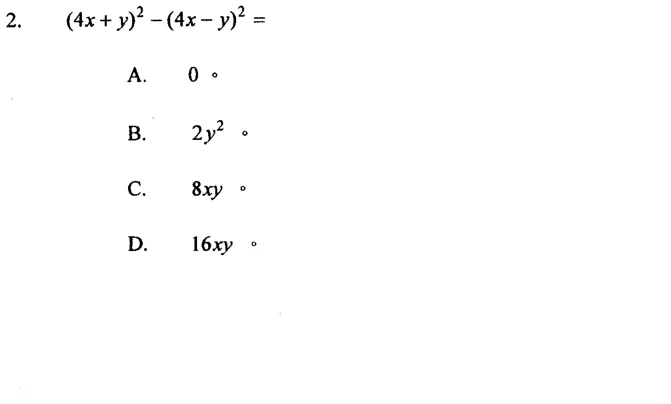 2. (4x + y)² – (4x – y)² =
A. 0 。
B. 2y² 。
C. 8xy 。
D. 16xy 。